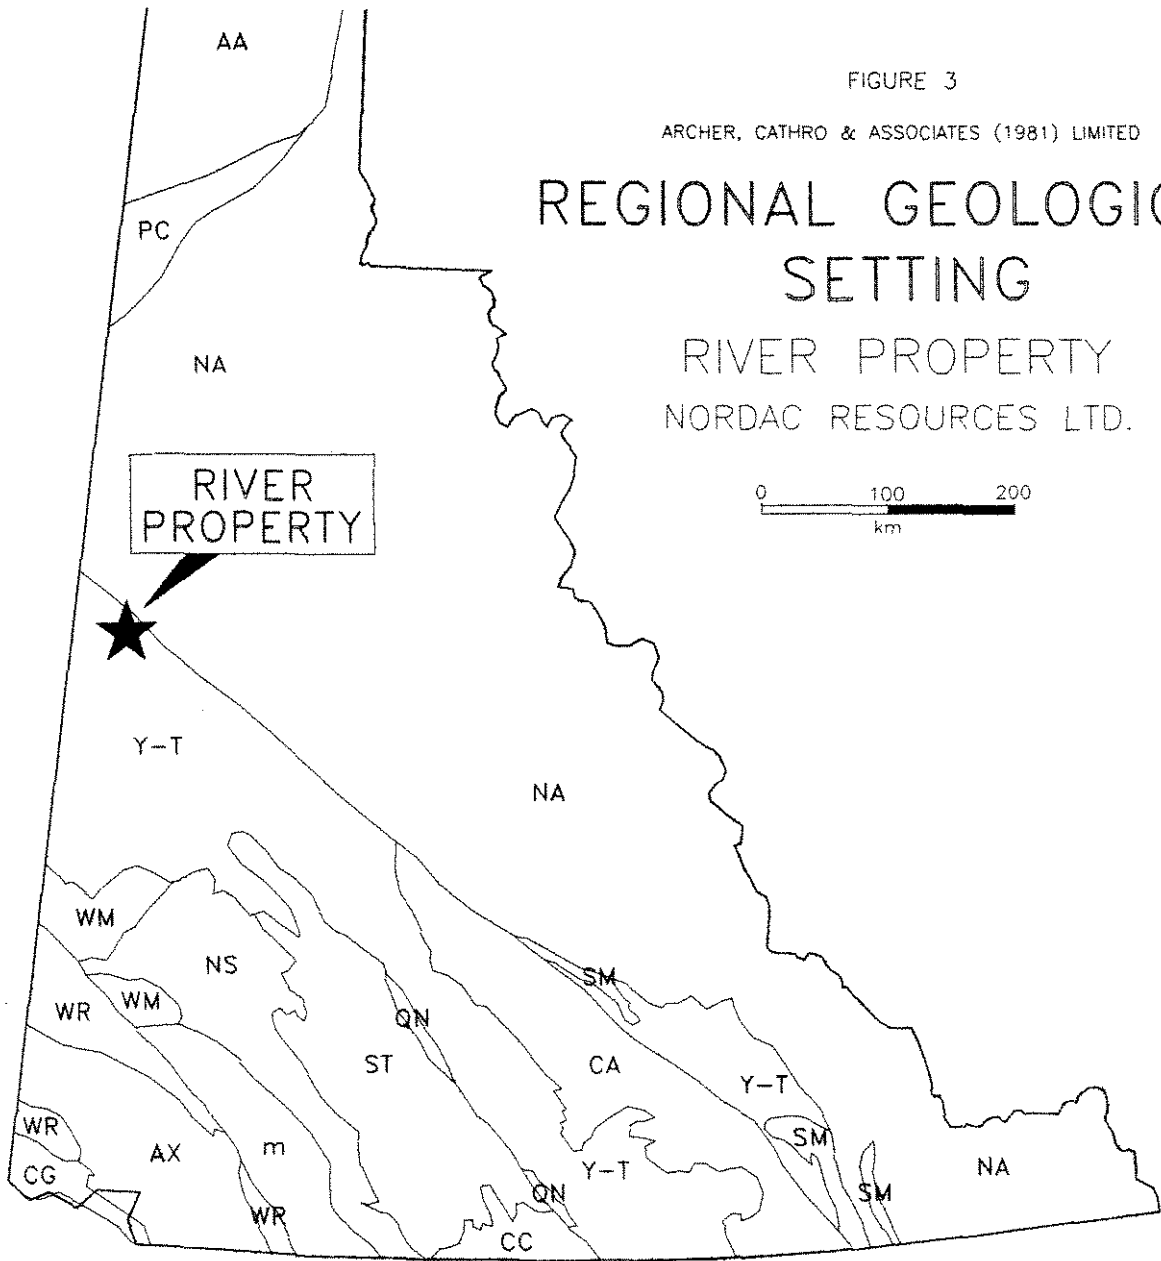 AA
FIGURE 3
ARCHER, CATHRO & ASSOCIATES (1981) LIMITED
REGIONAL GEOLOGIC
SETTING
PC
RIVER PROPERTY
NA
NORDAC RESOURCES LTD.
RIVER
PROPERTY
0 100 200
km
Y-T
NA
WM
NS
SM
WM
WR
QN
ST
CA
Y-T
WR
SM
m
AX
Y-T
NA
CG
QN
SM
WR
CC